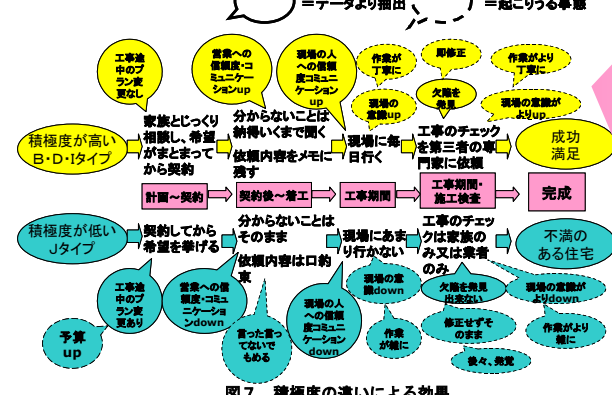 =データより抽出
=起こりうる事態
工事途
中のプ
ラン変
更なし
営業への
信頼度・コ
ミュニケー
ションup
現場の人
への信頼
度コミュニ
ケーション
up
作業が
丁寧に
現場の
意識up
即修正
欠陥を
発見
作業がより
丁寧に
現場の意識が
よりup
積極度が高い
B・D・Iタイプ
家族とじっくり
相談し、希望
がまとまって
から契約
分からないことは
納得いくまで聞く
依頼内容をメモに
残す
現場に毎
日行く
工事のチェック
を第三者の専
門家に依頼
成功
満足
計画～契約
契約後～着工
工事期間
工事期間・
施工検査
完成
積極度が低い
Jタイプ
契約してから
希望を挙げる
分からないことは
そのまま
依頼内容は口約
束
現場にあま
り行かない
工事のチェッ
クは家族の
み又は業者
のみ
不満の
ある住宅
工事途
中のプ
ラン変
更あり
予算
up
営業への信
頼度・コミュ
ニケーショ
ンdown
言った言っ
てないで
もめる
現場の人
への信頼
度コミュニ
ケーション
down
現場の意
識down
作業
が雑に
欠陥を発見
出来ない
修正せずそ
のまま
後々、発覚
現場の意識が
よりdown
作業がより
雑に
図7 積極度の違いによる効果